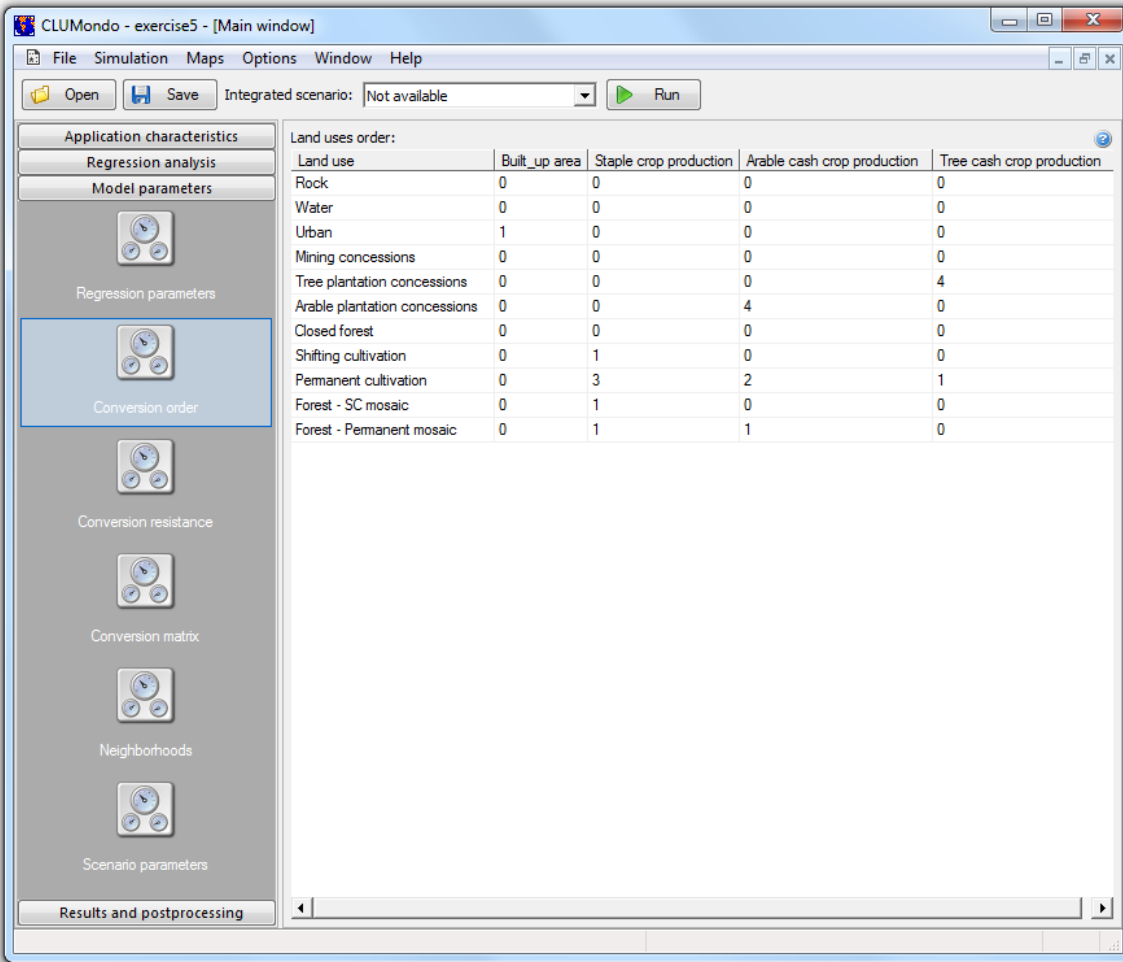 CLUMondo - exercise5 - [Main window]
File Simulation Maps Options Window Help
Open Save Integrated scenario: Not available Run
Application characteristics
Regression analysis
Model parameters
Regression parameters
Conversion order
Conversion resistance
Conversion matrix
Neighborhoods
Scenario parameters
Results and postprocessing
Land uses order:
Land use Built_up area Staple crop production Arable cash crop production Tree cash crop production
Rock 0 0 0 0
Water 0 0 0 0
Urban 1 0 0 0
Mining concessions 0 0 0 0
Tree plantation concessions 0 0 0 4
Arable plantation concessions 0 0 4 0
Closed forest 0 0 0 0
Shifting cultivation 0 1 0 0
Permanent cultivation 0 3 2 1
Forest - SC mosaic 0 1 0 0
Forest - Permanent mosaic 0 1 1 0